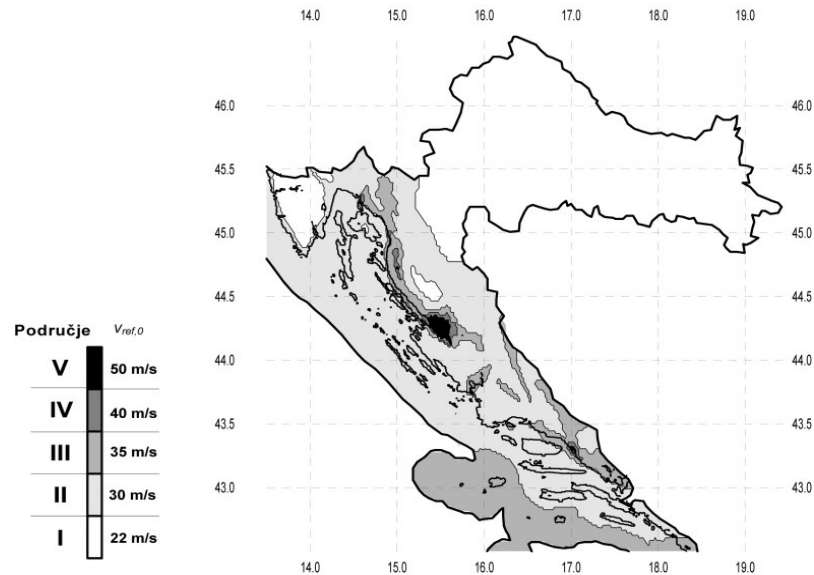 14.0 15.0 16.0 17.0 18.0 19.0
46.0 46.0
45.5 45.5
45.0 45.0
44.5 44.5
44.0 44.0
43.5 43.5
43.0 43.0
14.0 15.0 16.0 17.0 18.0 19.0
Područje Vref,0
V 50 m/s
IV 40 m/s
III 35 m/s
II 30 m/s
I 22 m/s